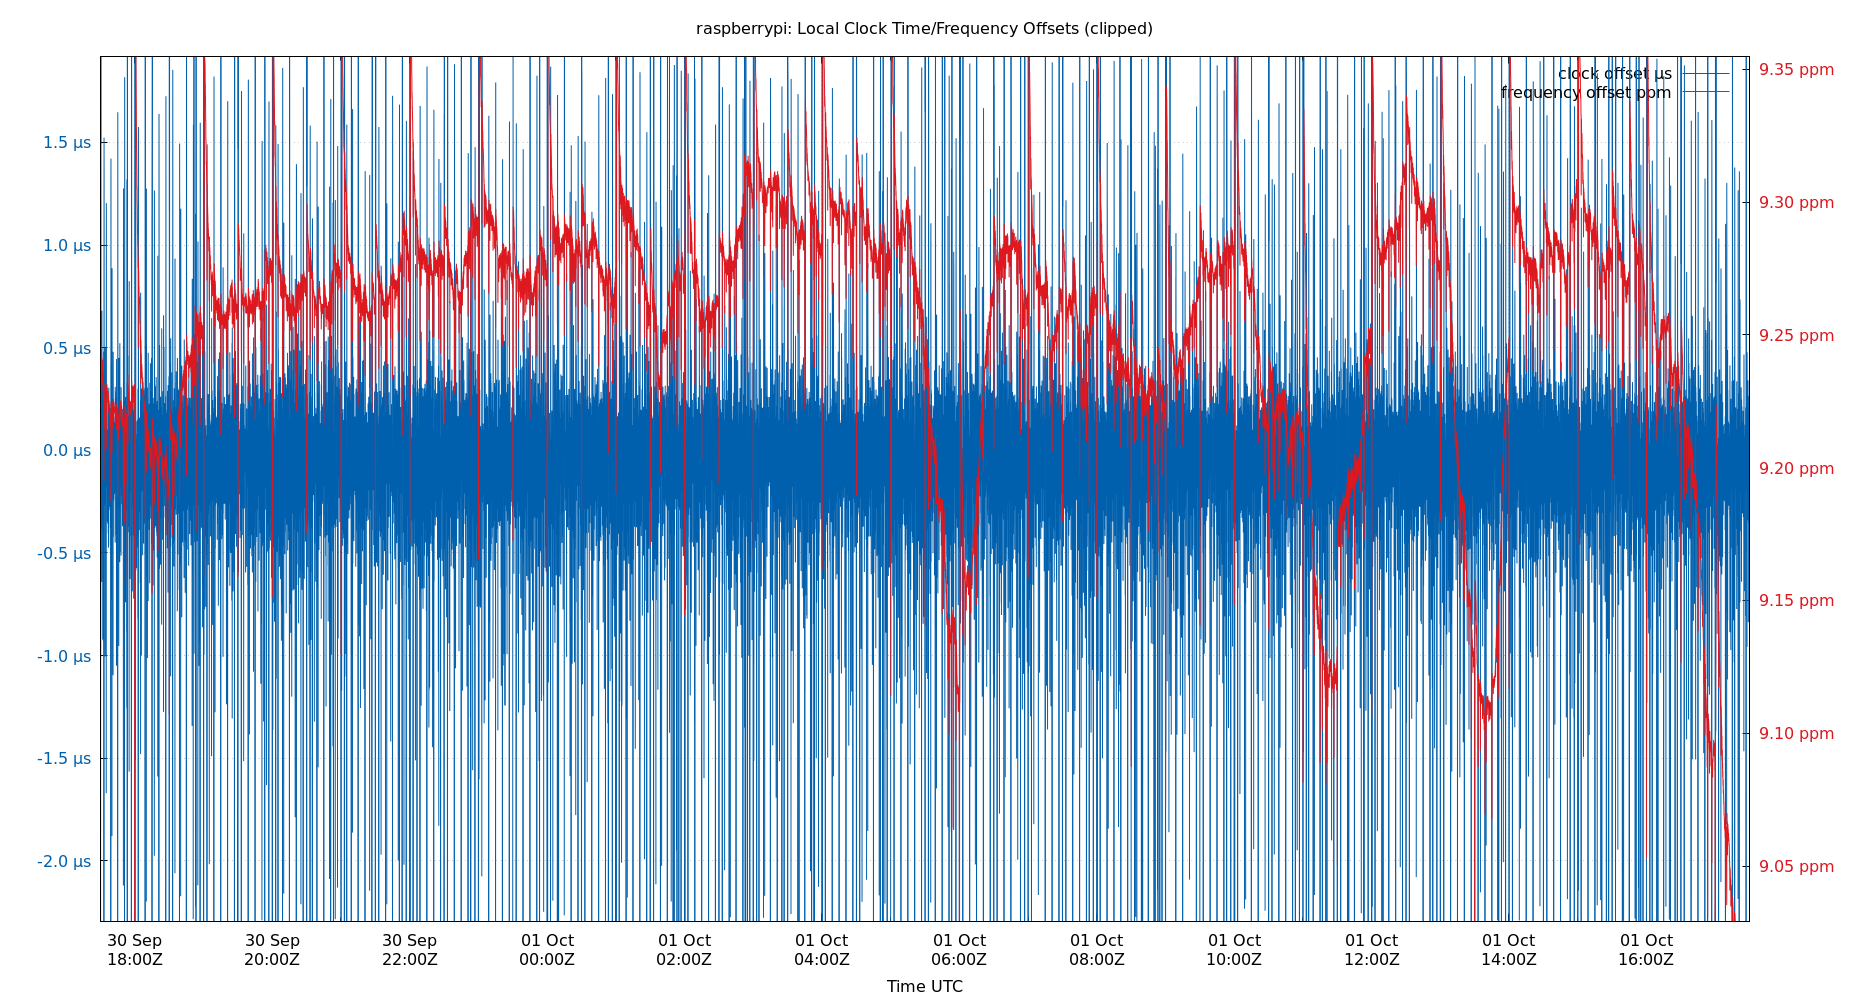 raspberrypi: Local Clock Time/Frequency Offsets (clipped)
clock offset µs
frequency offset ppm
1.5 µs
1.0 µs
0.5 µs
0.0 µs
-0.5 µs
-1.0 µs
-1.5 µs
-2.0 µs
9.35 ppm
9.30 ppm
9.25 ppm
9.20 ppm
9.15 ppm
9.10 ppm
9.05 ppm
30 Sep 30 Sep 30 Sep 01 Oct 01 Oct 01 Oct 01 Oct 01 Oct 01 Oct 01 Oct 01 Oct 01 Oct
18:00Z 20:00Z 22:00Z 00:00Z 02:00Z 04:00Z 06:00Z 08:00Z 10:00Z 12:00Z 14:00Z 16:00Z
Time UTC